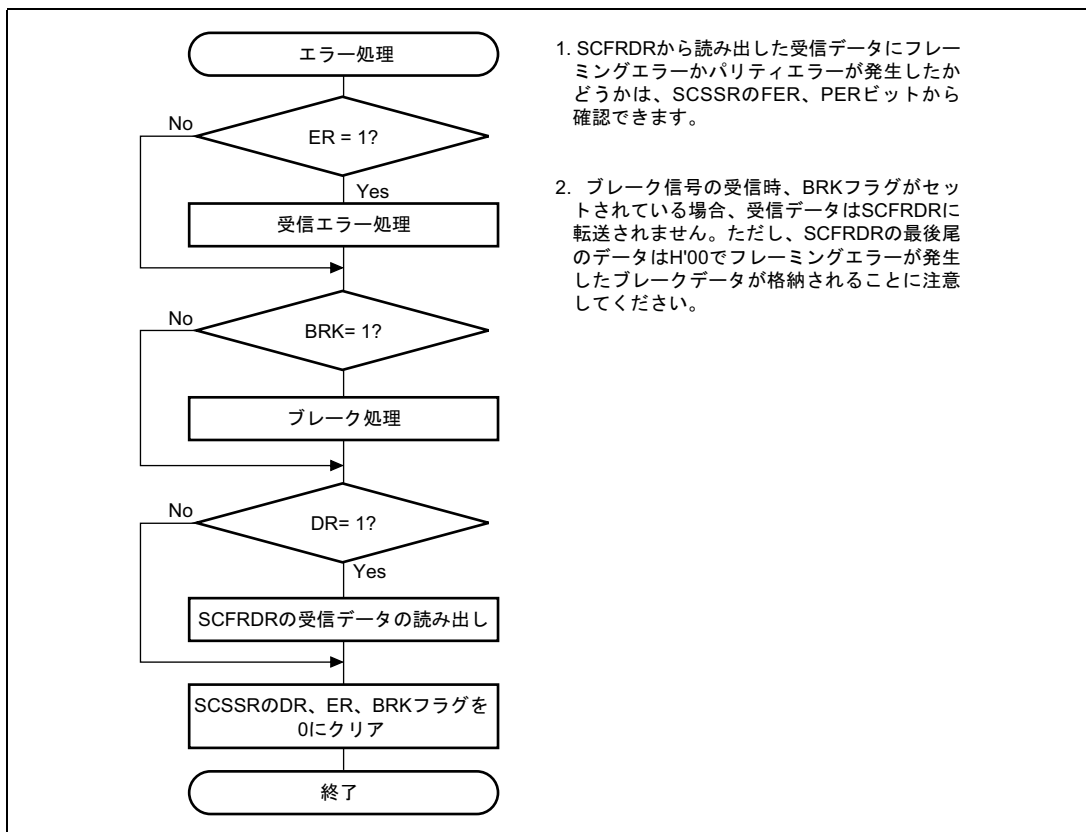 エラー処理
No
ER = 1?
Yes
受信エラー処理
No
BRK= 1?
ブレーク処理
No
DR= 1?
Yes
SCFRDRの受信データの読み出し
SCSSRのDR、ER、BRKフラグを
0にクリア
終了
1. SCFRDRから読み出した受信データにフレー
ミングエラーかパリティエラーが発生したか
どうかは、SCSSRのFER、PERビットから
確認できます。
2. ブレーク信号の受信時、BRKフラグがセッ
トされている場合、受信データはSCFRDRに
転送されません。ただし、SCFRDRの最後尾
のデータはH'00でフレーミングエラーが発生
したブレークデータが格納されることに注意
してください。